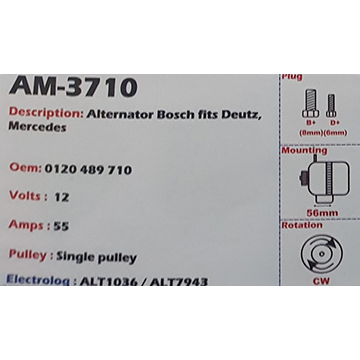 AM-3710
Description: Alternator Bosch fits Deutz,
Mercedes
Oem: 0120 489 710
Volts : 12
Amps : 55
Pulley : Single pulley
Electrolog : ALT1036 / ALT7943
Plug
B+ D+
(8mm)(6mm)
Mounting
56mm
Rotation
CW